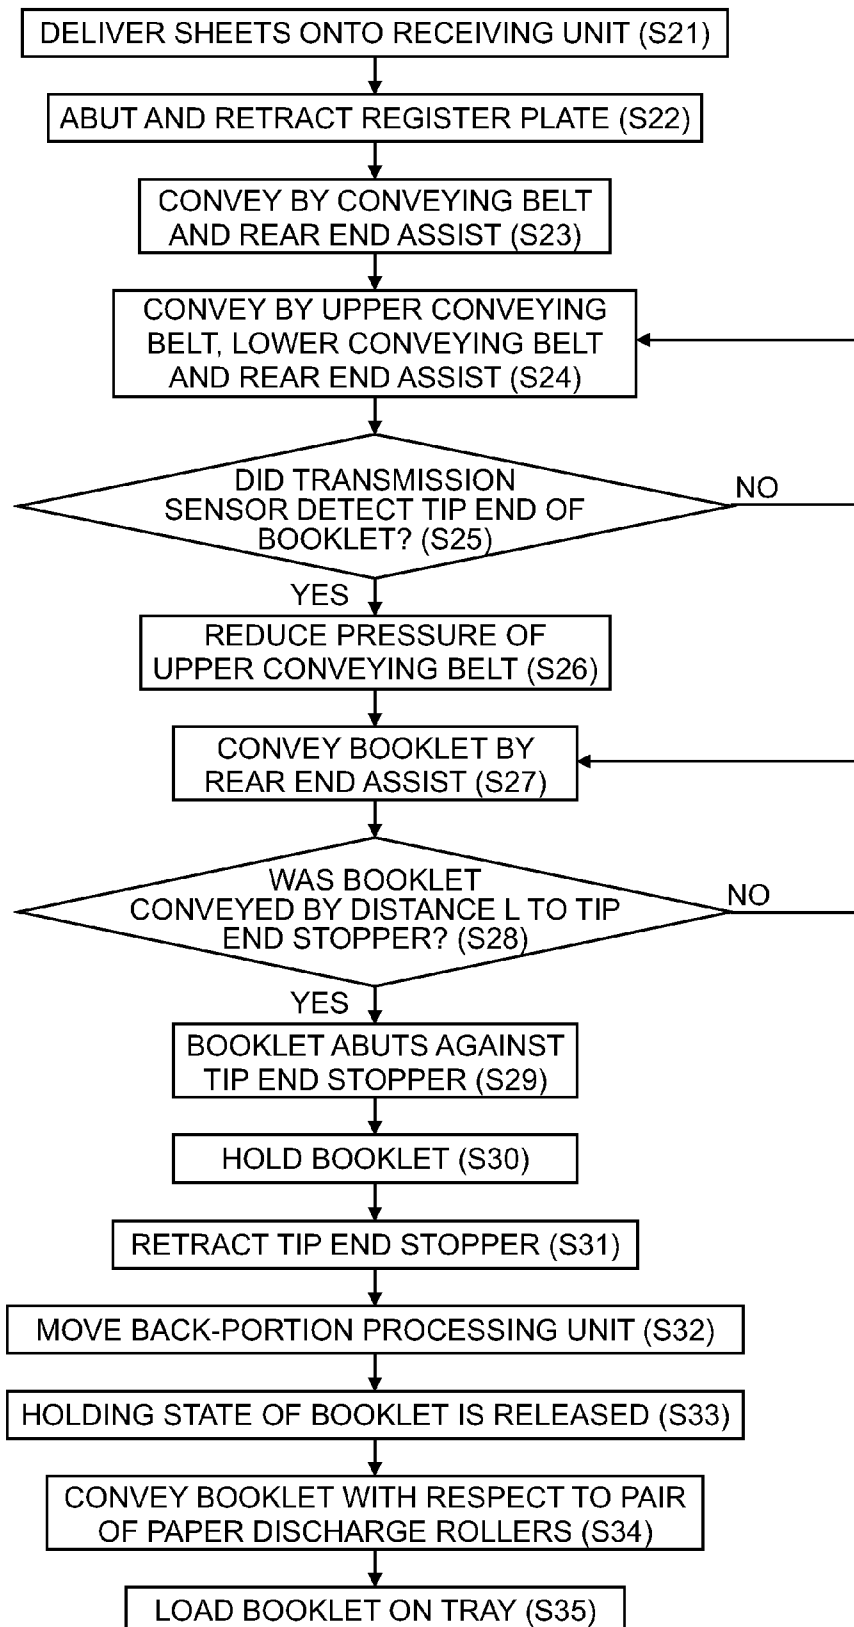 DELIVER SHEETS ONTO RECEIVING UNIT (S21)
ABUT AND RETRACT REGISTER PLATE (S22)
CONVEY BY CONVEYING BELT
AND REAR END ASSIST (S23)
CONVEY BY UPPER CONVEYING
BELT, LOWER CONVEYING BELT
AND REAR END ASSIST (S24)
DID TRANSMISSION
SENSOR DETECT TIP END OF
BOOKLET? (S25)
NO
YES
REDUCE PRESSURE OF
UPPER CONVEYING BELT (S26)
CONVEY BOOKLET BY
REAR END ASSIST (S27)
WAS BOOKLET
CONVEYED BY DISTANCE L TO TIP
END STOPPER? (S28)
NO
YES
BOOKLET ABUTS AGAINST
TIP END STOPPER (S29)
HOLD BOOKLET (S30)
RETRACT TIP END STOPPER (S31)
MOVE BACK-PORTION PROCESSING UNIT (S32)
HOLDING STATE OF BOOKLET IS RELEASED (S33)
CONVEY BOOKLET WITH RESPECT TO PAIR
OF PAPER DISCHARGE ROLLERS (S34)
LOAD BOOKLET ON TRAY (S35)